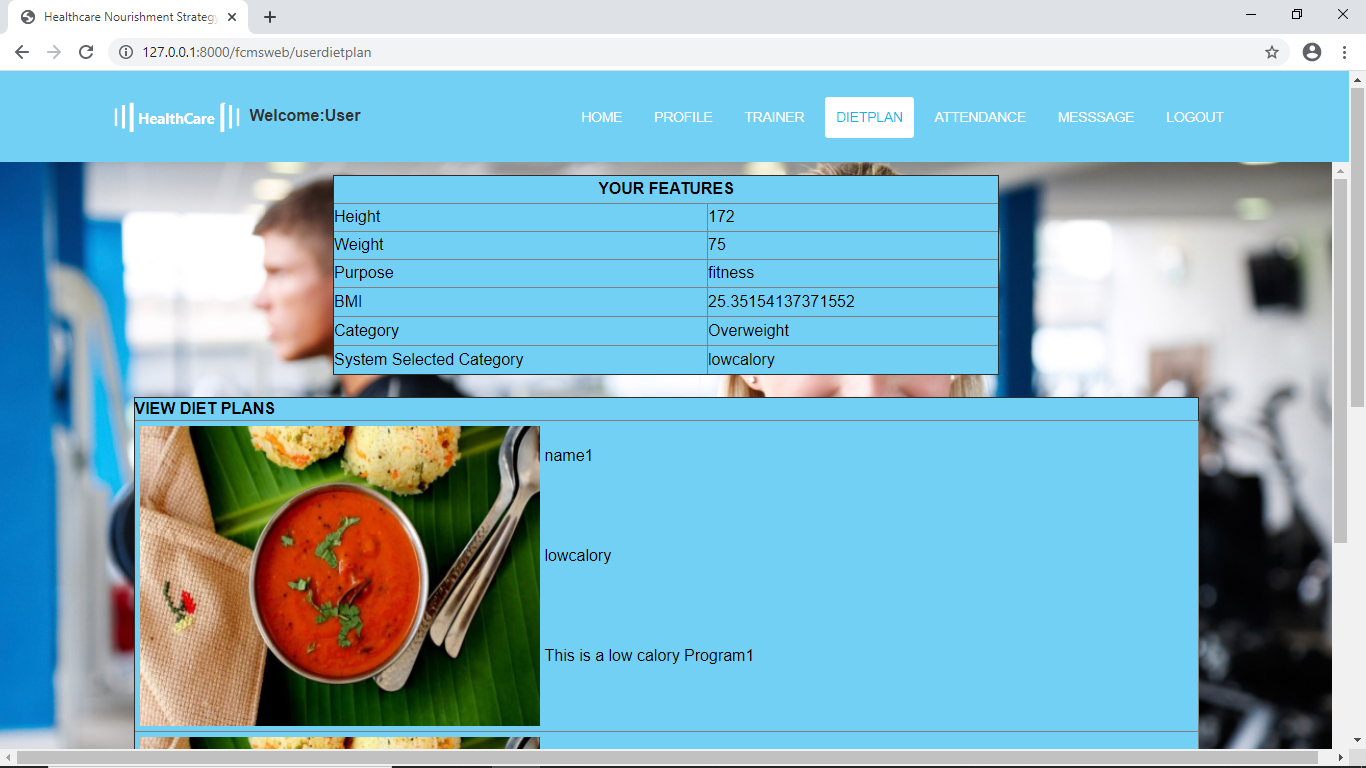 Healthcare Nourishment Strategy
127.0.0.1:8000/fcmsweb/userdietplan
HealthCare Welcome:User HOME PROFILE TRAINER DIETPLAN ATTENDANCE MESSSAGE LOGOUT
YOUR FEATURES
Height 172
Weight 75
Purpose fitness
BMI 25.35154137371552
Category Overweight
System Selected Category lowcalory
VIEW DIET PLANS
name1
lowcalory
This is a low calory Program1